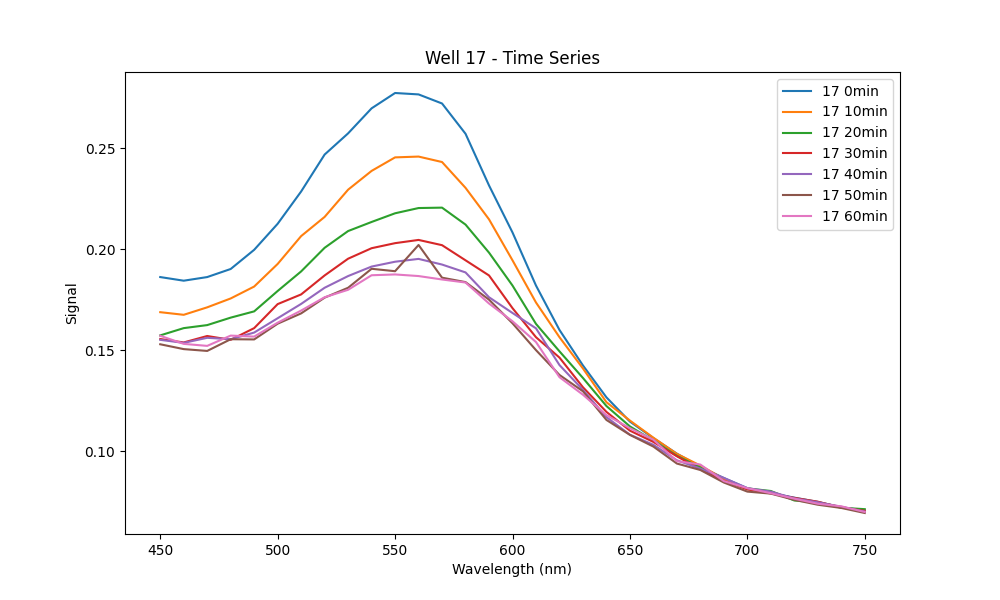 Well 17 - Time Series
Signal
0.25
0.20
0.15
0.10
17 0min
17 10min
17 20min
17 30min
17 40min
17 50min
17 60min
450 500 550 600 650 700 750
Wavelength (nm)